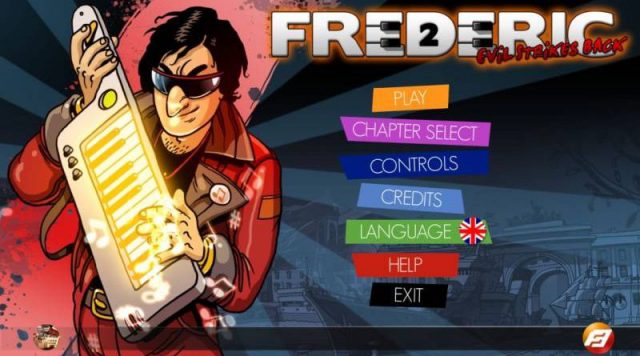 FREDERIC
2
EVIL STRIKES BACK
PLAY
CHAPTER SELECT
CONTROLS
CREDITS
LANGUAGE
HELP
EXIT